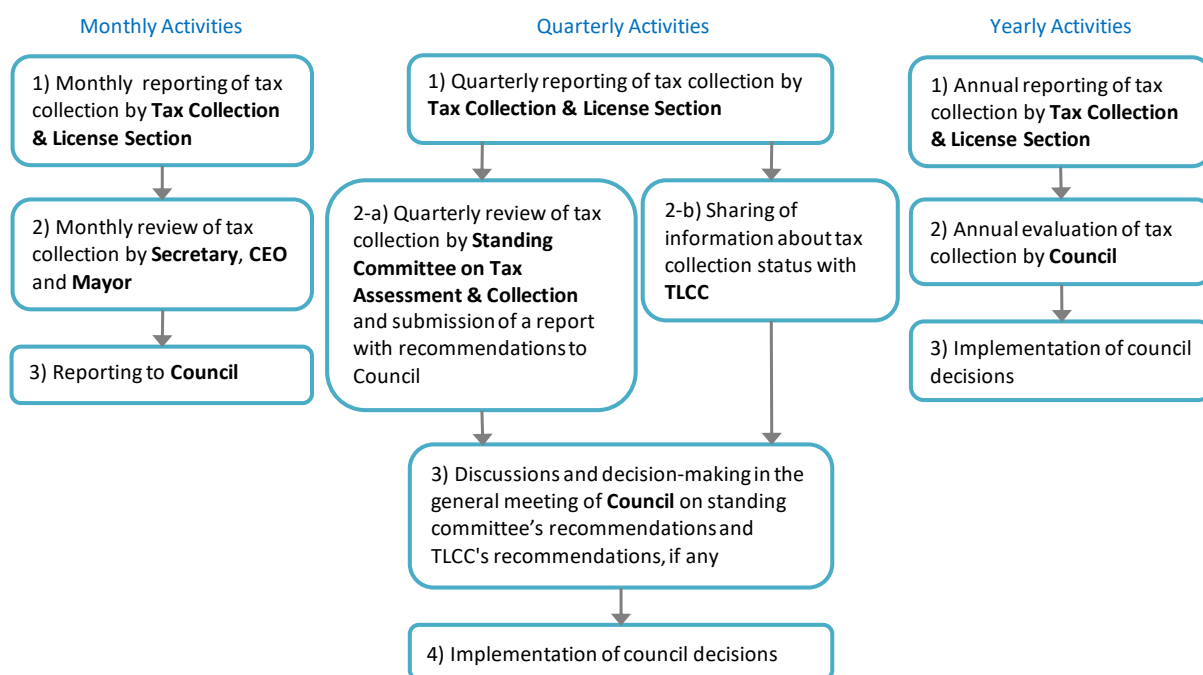 Monthly Activities
1) Monthly reporting of tax
collection by Tax Collection
& License Section
2) Monthly review of tax
collection by Secretary, CEO
and Mayor
3) Reporting to Council
Quarterly Activities
1) Quarterly reporting of tax collection by
Tax Collection & License Section
2-a) Quarterly review of tax
collection by Standing
Committee on Tax
Assessment & Collection
and submission of a report
with recommendations to
Council
2-b) Sharing of
information about tax
collection status with
TLCC
3) Discussions and decision-making in the
general meeting of Council on standing
committee’s recommendations and
TLCC's recommendations, if any
4) Implementation of council decisions
Yearly Activities
1) Annual reporting of tax
collection by Tax Collection
& License Section
2) Annual evaluation of tax
collection by Council
3) Implementation of council
decisions